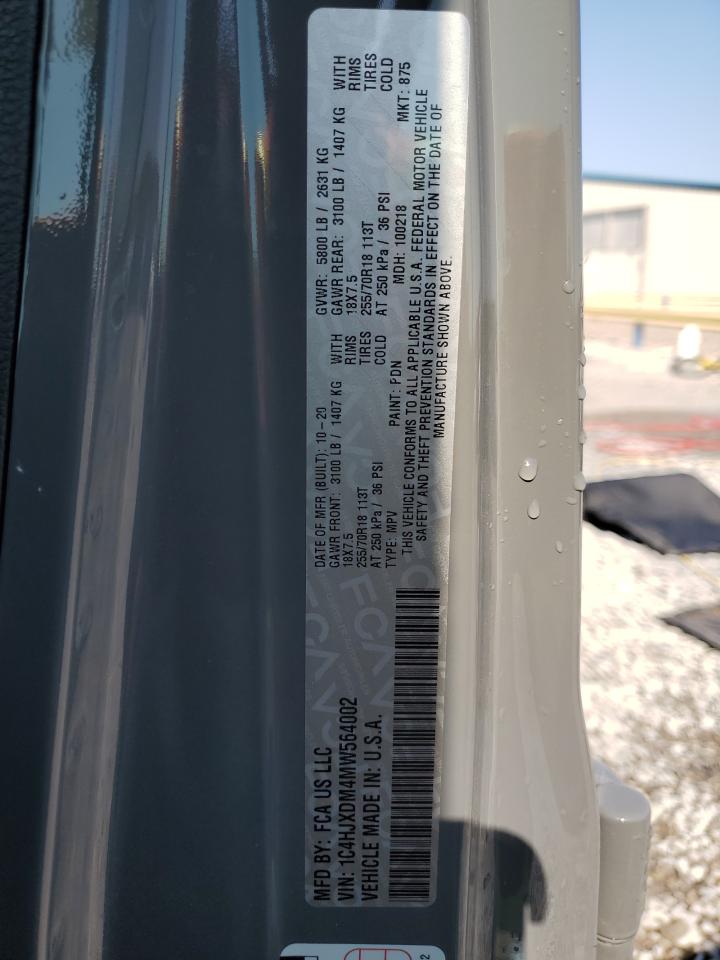 MFD BY: FCA US LLC
VIN: 1C4HJXDM4MW564002
VEHICLE MADE IN: U.S.A.
DATE OF MFR (BUILT): 10-20 GVWR: 5800 LB / 2631 KG
GAWR FRONT: 3100 LB / 1407 KG WITH GAWR REAR: 3100 LB / 1407 KG WITH
18X7.5 RIMS 18X7.5 RIMS
255/70R18 113T TIRES 255/70R18 113T TIRES
AT 250 kPa / 36 PSI COLD AT 250 kPa / 36 PSI COLD
TYPE: MPV PAINT: PDN MDH: 100218 MKT: 875
THIS VEHICLE CONFORMS TO ALL APPLICABLE U.S.A. FEDERAL MOTOR VEHICLE
SAFETY AND THEFT PREVENTION STANDARDS IN EFFECT ON THE DATE OF
MANUFACTURE SHOWN ABOVE.